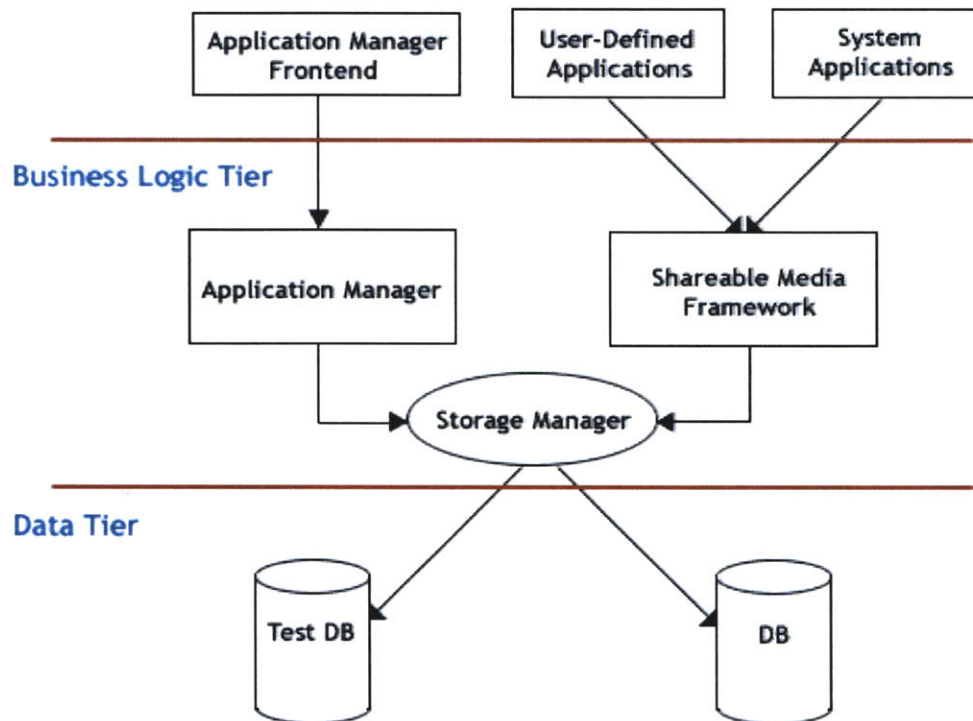 Application Manager
Frontend
User-Defined
Applications
System
Applications
Business Logic Tier
Application Manager
Shareable Media
Framework
Storage Manager
Data Tier
Test DB
DB